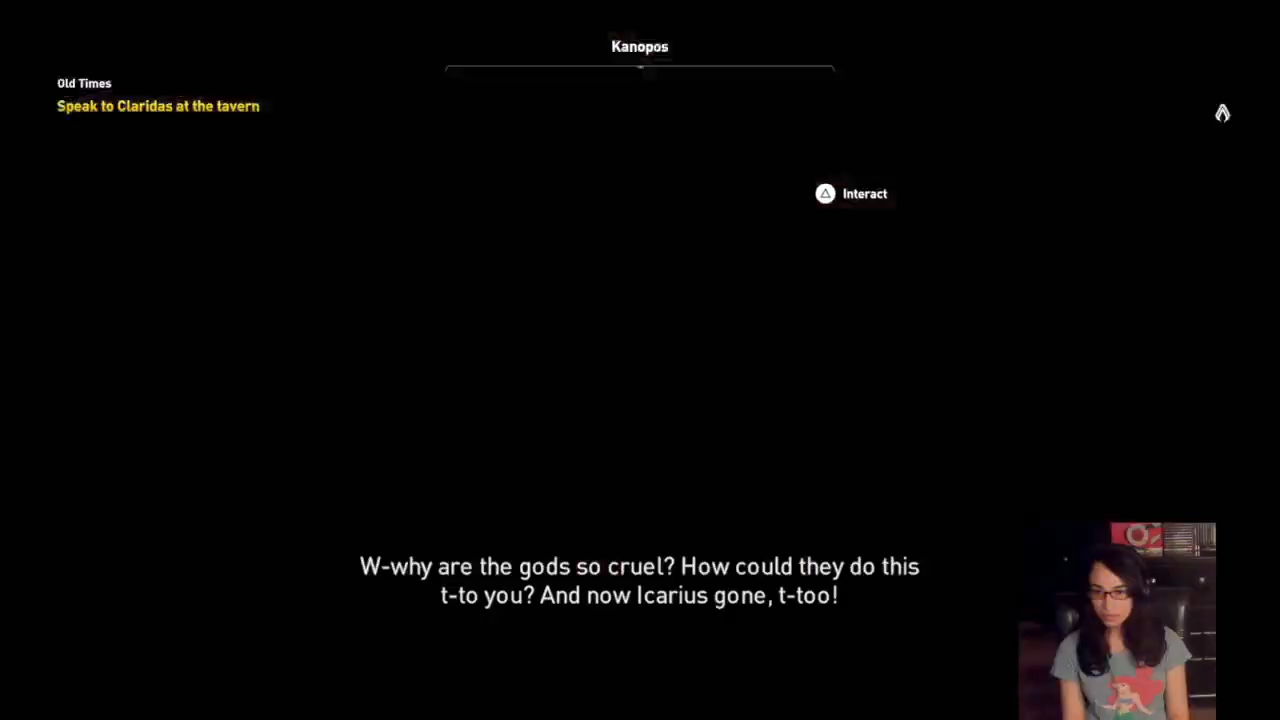 Kanopos
Old Times
Speak to Claridas at the tavern
Interact
W-why are the gods so cruel? How could they do this
t-to you? And now Icarius gone, t-too!